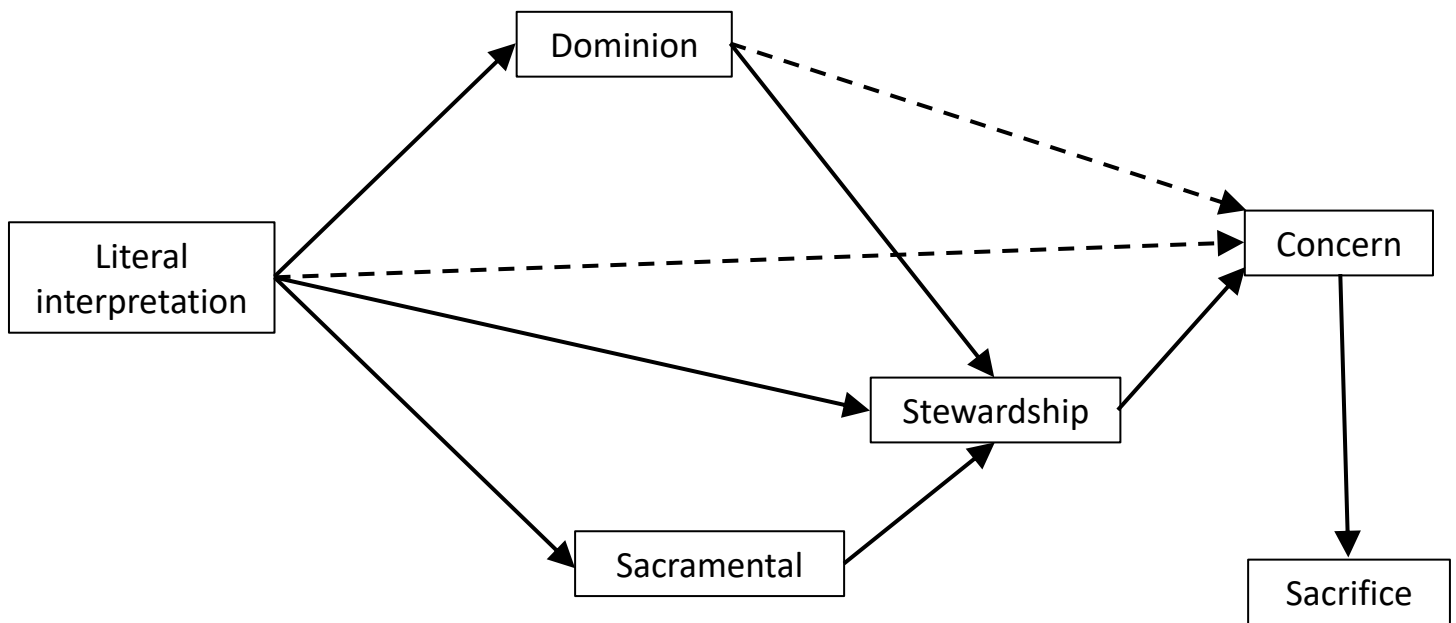 Dominion
Literal
interpretation
Concern
Stewardship
Sacramental
Sacrifice